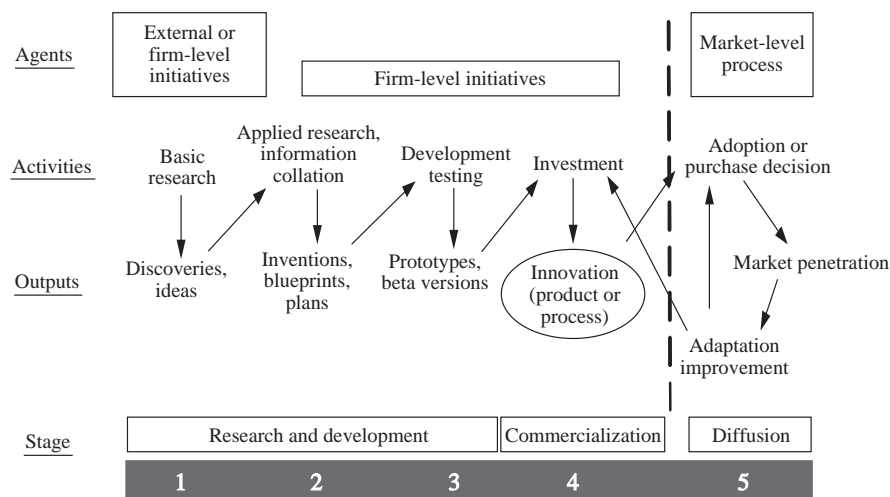 Agents
External or
firm-level
initiatives
Firm-level initiatives
Market-level
process
Activities
Basic
research
Applied research,
information
collation
Development
testing
Investment
Adoption or
purchase decision
Outputs
Discoveries,
ideas
Inventions,
blueprints,
plans
Prototypes,
beta versions
Innovation
(product or
process)
Market penetration
Adaptation
improvement
Stage
Research and development
Commercialization
Diffusion
1 2 3 4 5